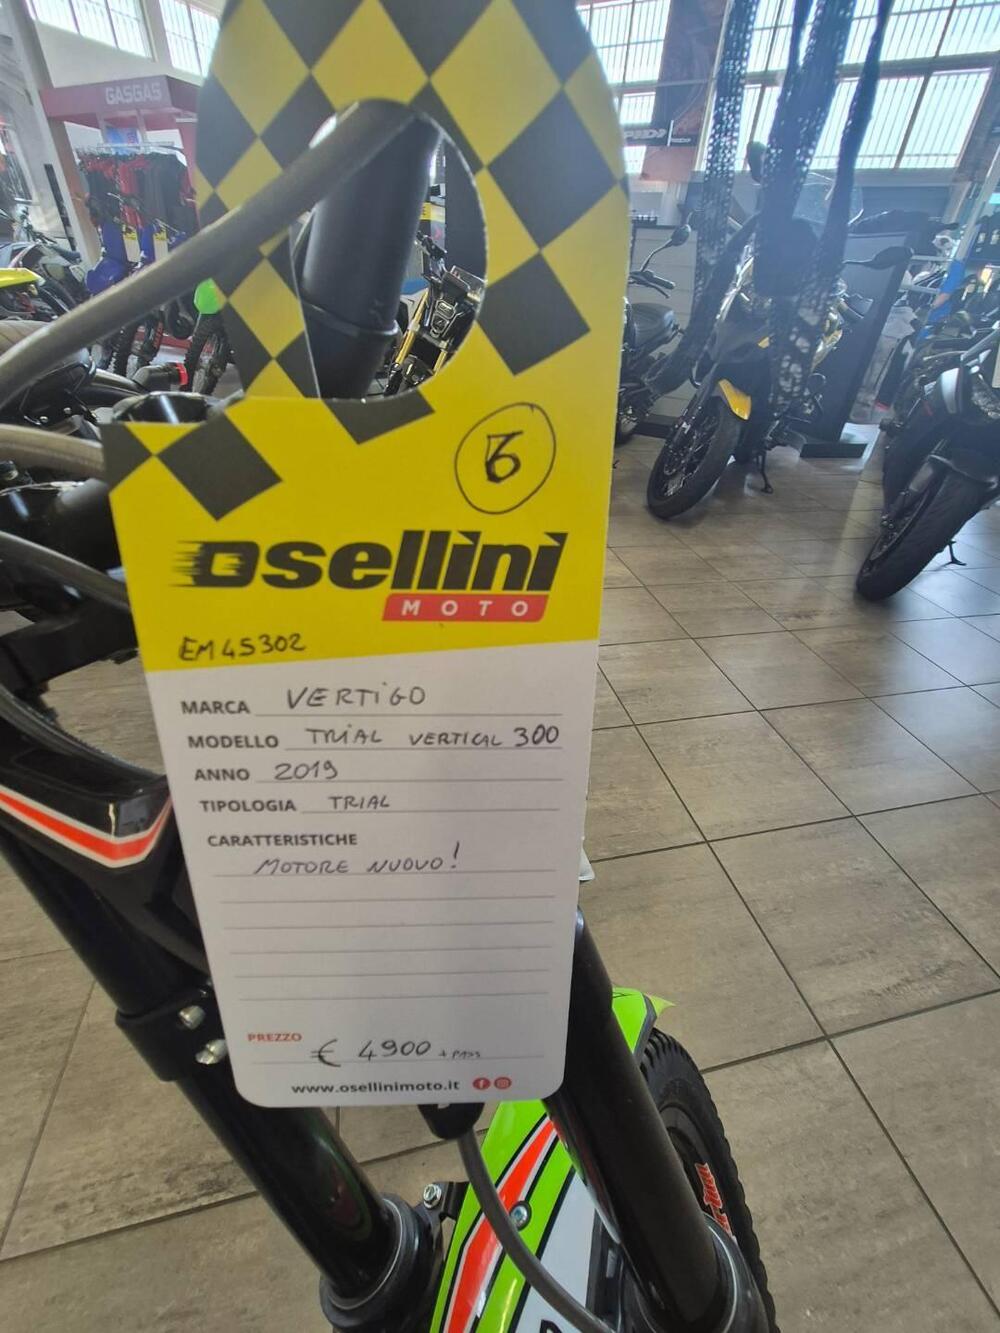 GASGAS
6
Osellini
MOTO
EM45302
MARCA VERTIGO
MODELLO TRIAL VERTICAL 300
ANNO 2019
TIPOLOGIA TRIAL
CARATTERISTICHE
MOTORE NUOVO!
PREZZO
€ 4900 + PASS
www.osellinimoto.it